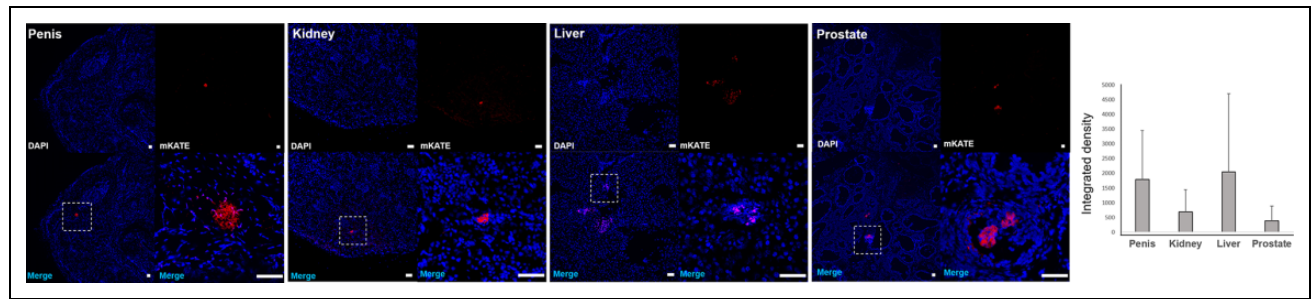 Penis
DAPI
mKATE
Merge
Merge
Kidney
DAPI
mKATE
Merge
Merge
Liver
DAPI
mKATE
Merge
Merge
Prostate
DAPI
mKATE
Merge
Merge
Integrated density
5000
4500
4000
3500
3000
2500
2000
1500
1000
500
0
Penis Kidney Liver Prostate